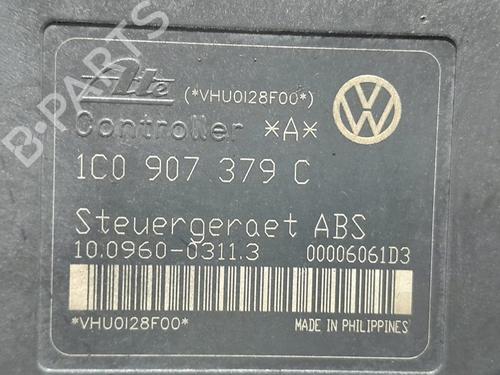 Ate (*VHU0128F00*)
Controller *A*
1C0 907 379 C
Steuergeraet ABS
10.0960-0311.3 00006061D3
*VHU0128F00*
MADE IN PHILIPPINES
B-PARTS